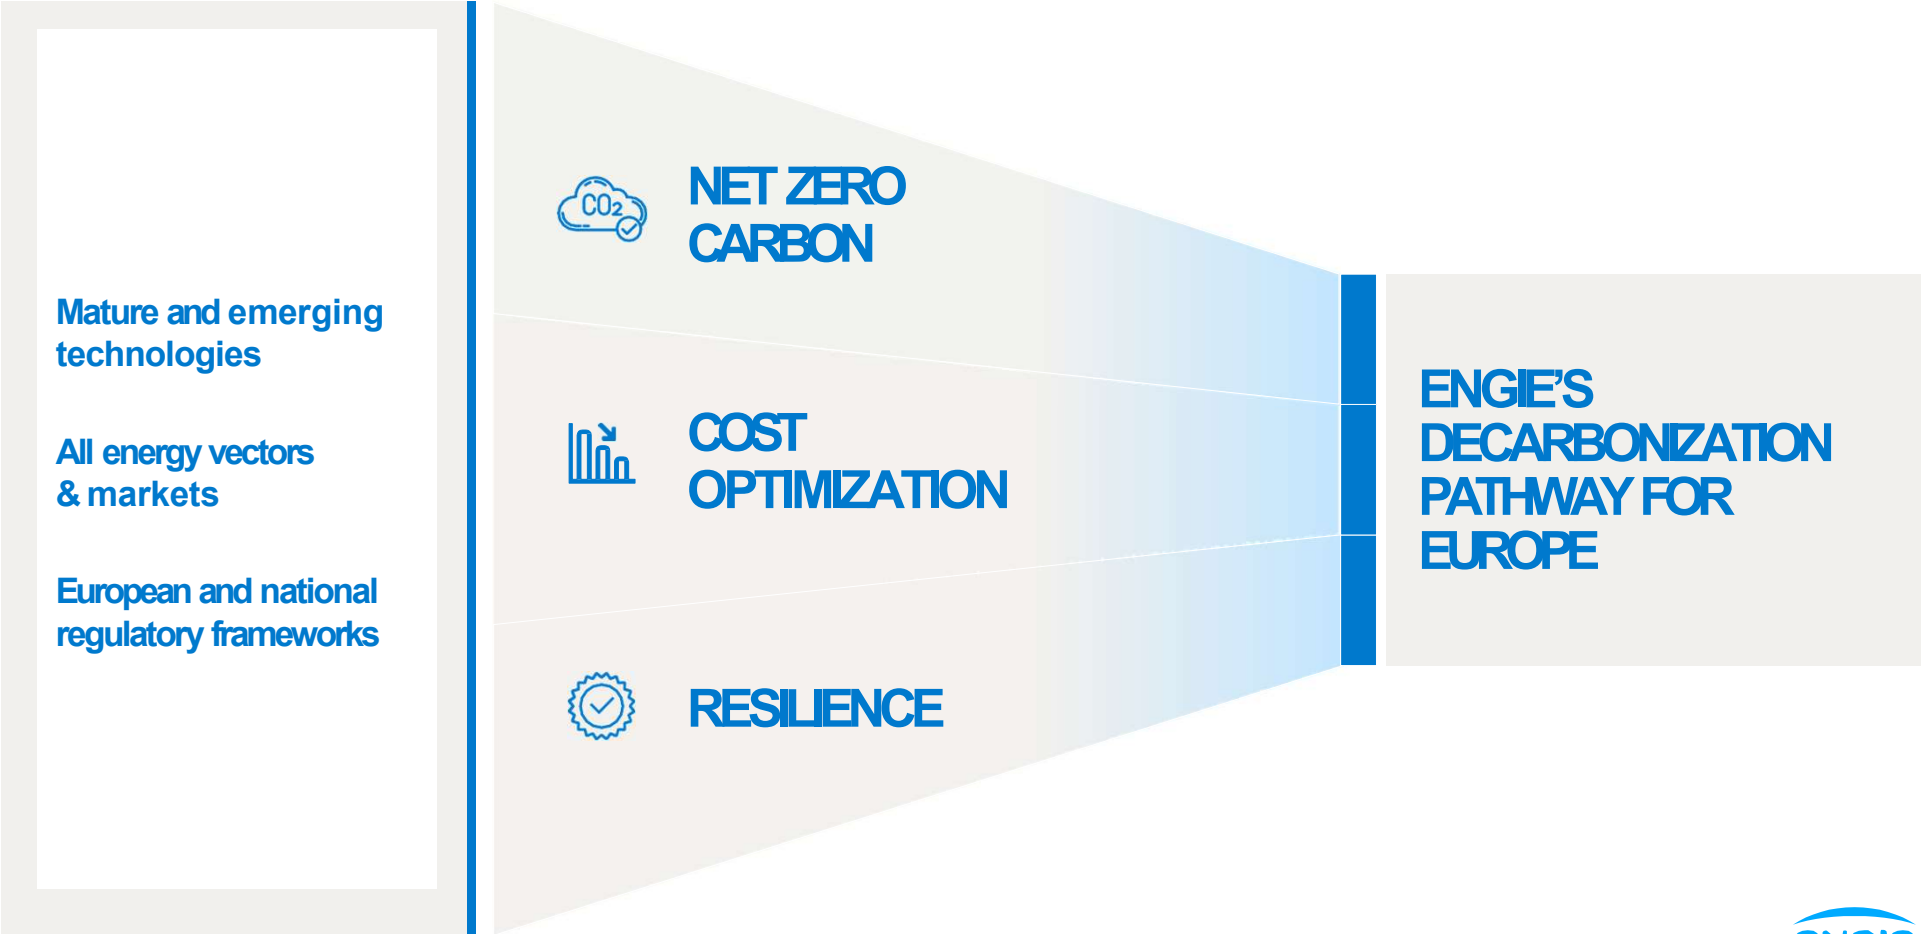 Mature and emerging
technologies
All energy vectors
& markets
European and national
regulatory frameworks
CO2
NET ZERO
CARBON
COST
OPTIMIZATION
RESILIENCE
ENGIE’S
DECARBONIZATION
PATHWAY FOR
EUROPE